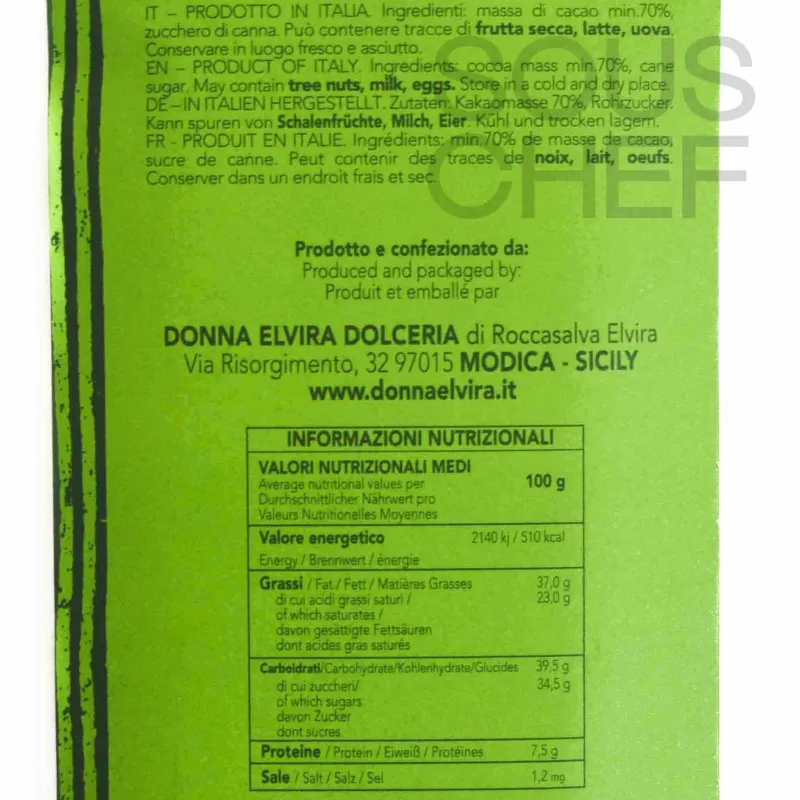 IT – PRODOTTO IN ITALIA. Ingredienti: massa di cacao min.70%,
zucchero di canna. Può contenere tracce di frutta secca, latte, uova.
Conservare in luogo fresco e asciutto.
EN – PRODUCT OF ITALY. Ingredients: cocoa mass min.70%, cane
sugar. May contain tree nuts, milk, eggs. Store in a cold and dry place.
DE – IN ITALIEN HERGESTELLT. Zutaten: Kakaomasse 70%, Rohrzucker.
Kann spuren von Schalenfrüchte, Milch, Eier. Kühl und trocken lagern.
FR - PRODUIT EN ITALIE. Ingrédients: min.70% de masse de cacao,
sucre de canne. Peut contenir des traces de noix, lait, oeufs.
Conserver dans un endroit frais et sec.
SOUS
CHEF
Prodotto e confezionato da:
Produced and packaged by:
Produit et emballé par
DONNA ELVIRA DOLCERIA di Roccasalva Elvira
Via Risorgimento, 32 97015 MODICA - SICILY
www.donnaelvira.it
INFORMAZIONI NUTRIZIONALI
VALORI NUTRIZIONALI MEDI
Average nutritional values per 100 g
Durchschnittlicher Nährwert pro
Valeurs Nutritionelles Moyennes
Valore energetico 2140 kj / 510 kcal
Energy / Brennwert / énergie
Grassi / Fat / Fett / Matières Grasses 37,0 g
di cui acidi grassi saturi / 23,0 g
of which saturates /
davon gesättigte Fettsäuren
dont acides gras saturés
Carboidrati/Carbohydrate/Kohlenhydrate/Glucides 39,5 g
di cui zuccheri/ 34,5 g
of which sugars
davon Zucker
dont sucres
Proteine / Protein / Eiweiß / Protéines 7,5 g
Sale / Salt / Salz / Sel 1,2 mg